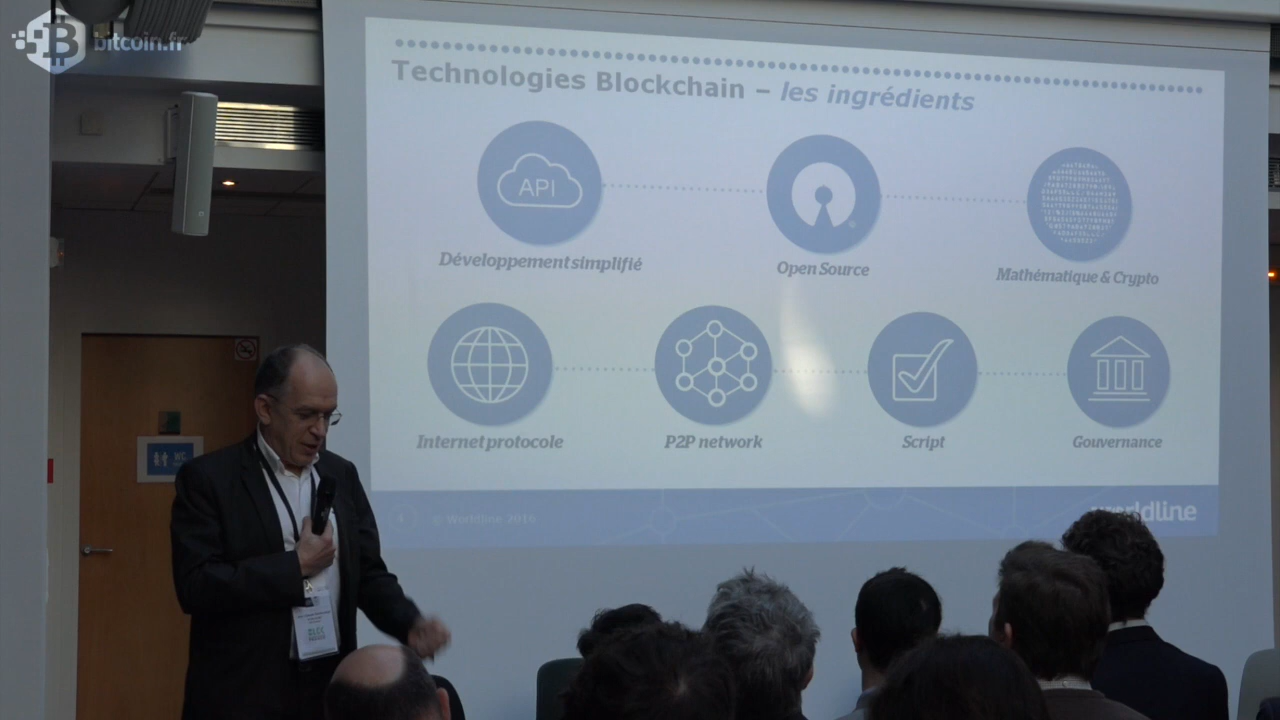 bitcoin.fr
Technologies Blockchain – les ingrédients
API
Développement simplifié
Open Source
Mathématique & Crypto
Internet protocole
P2P network
Script
Gouvernance
WC
4 © Worldline 2016
worldline